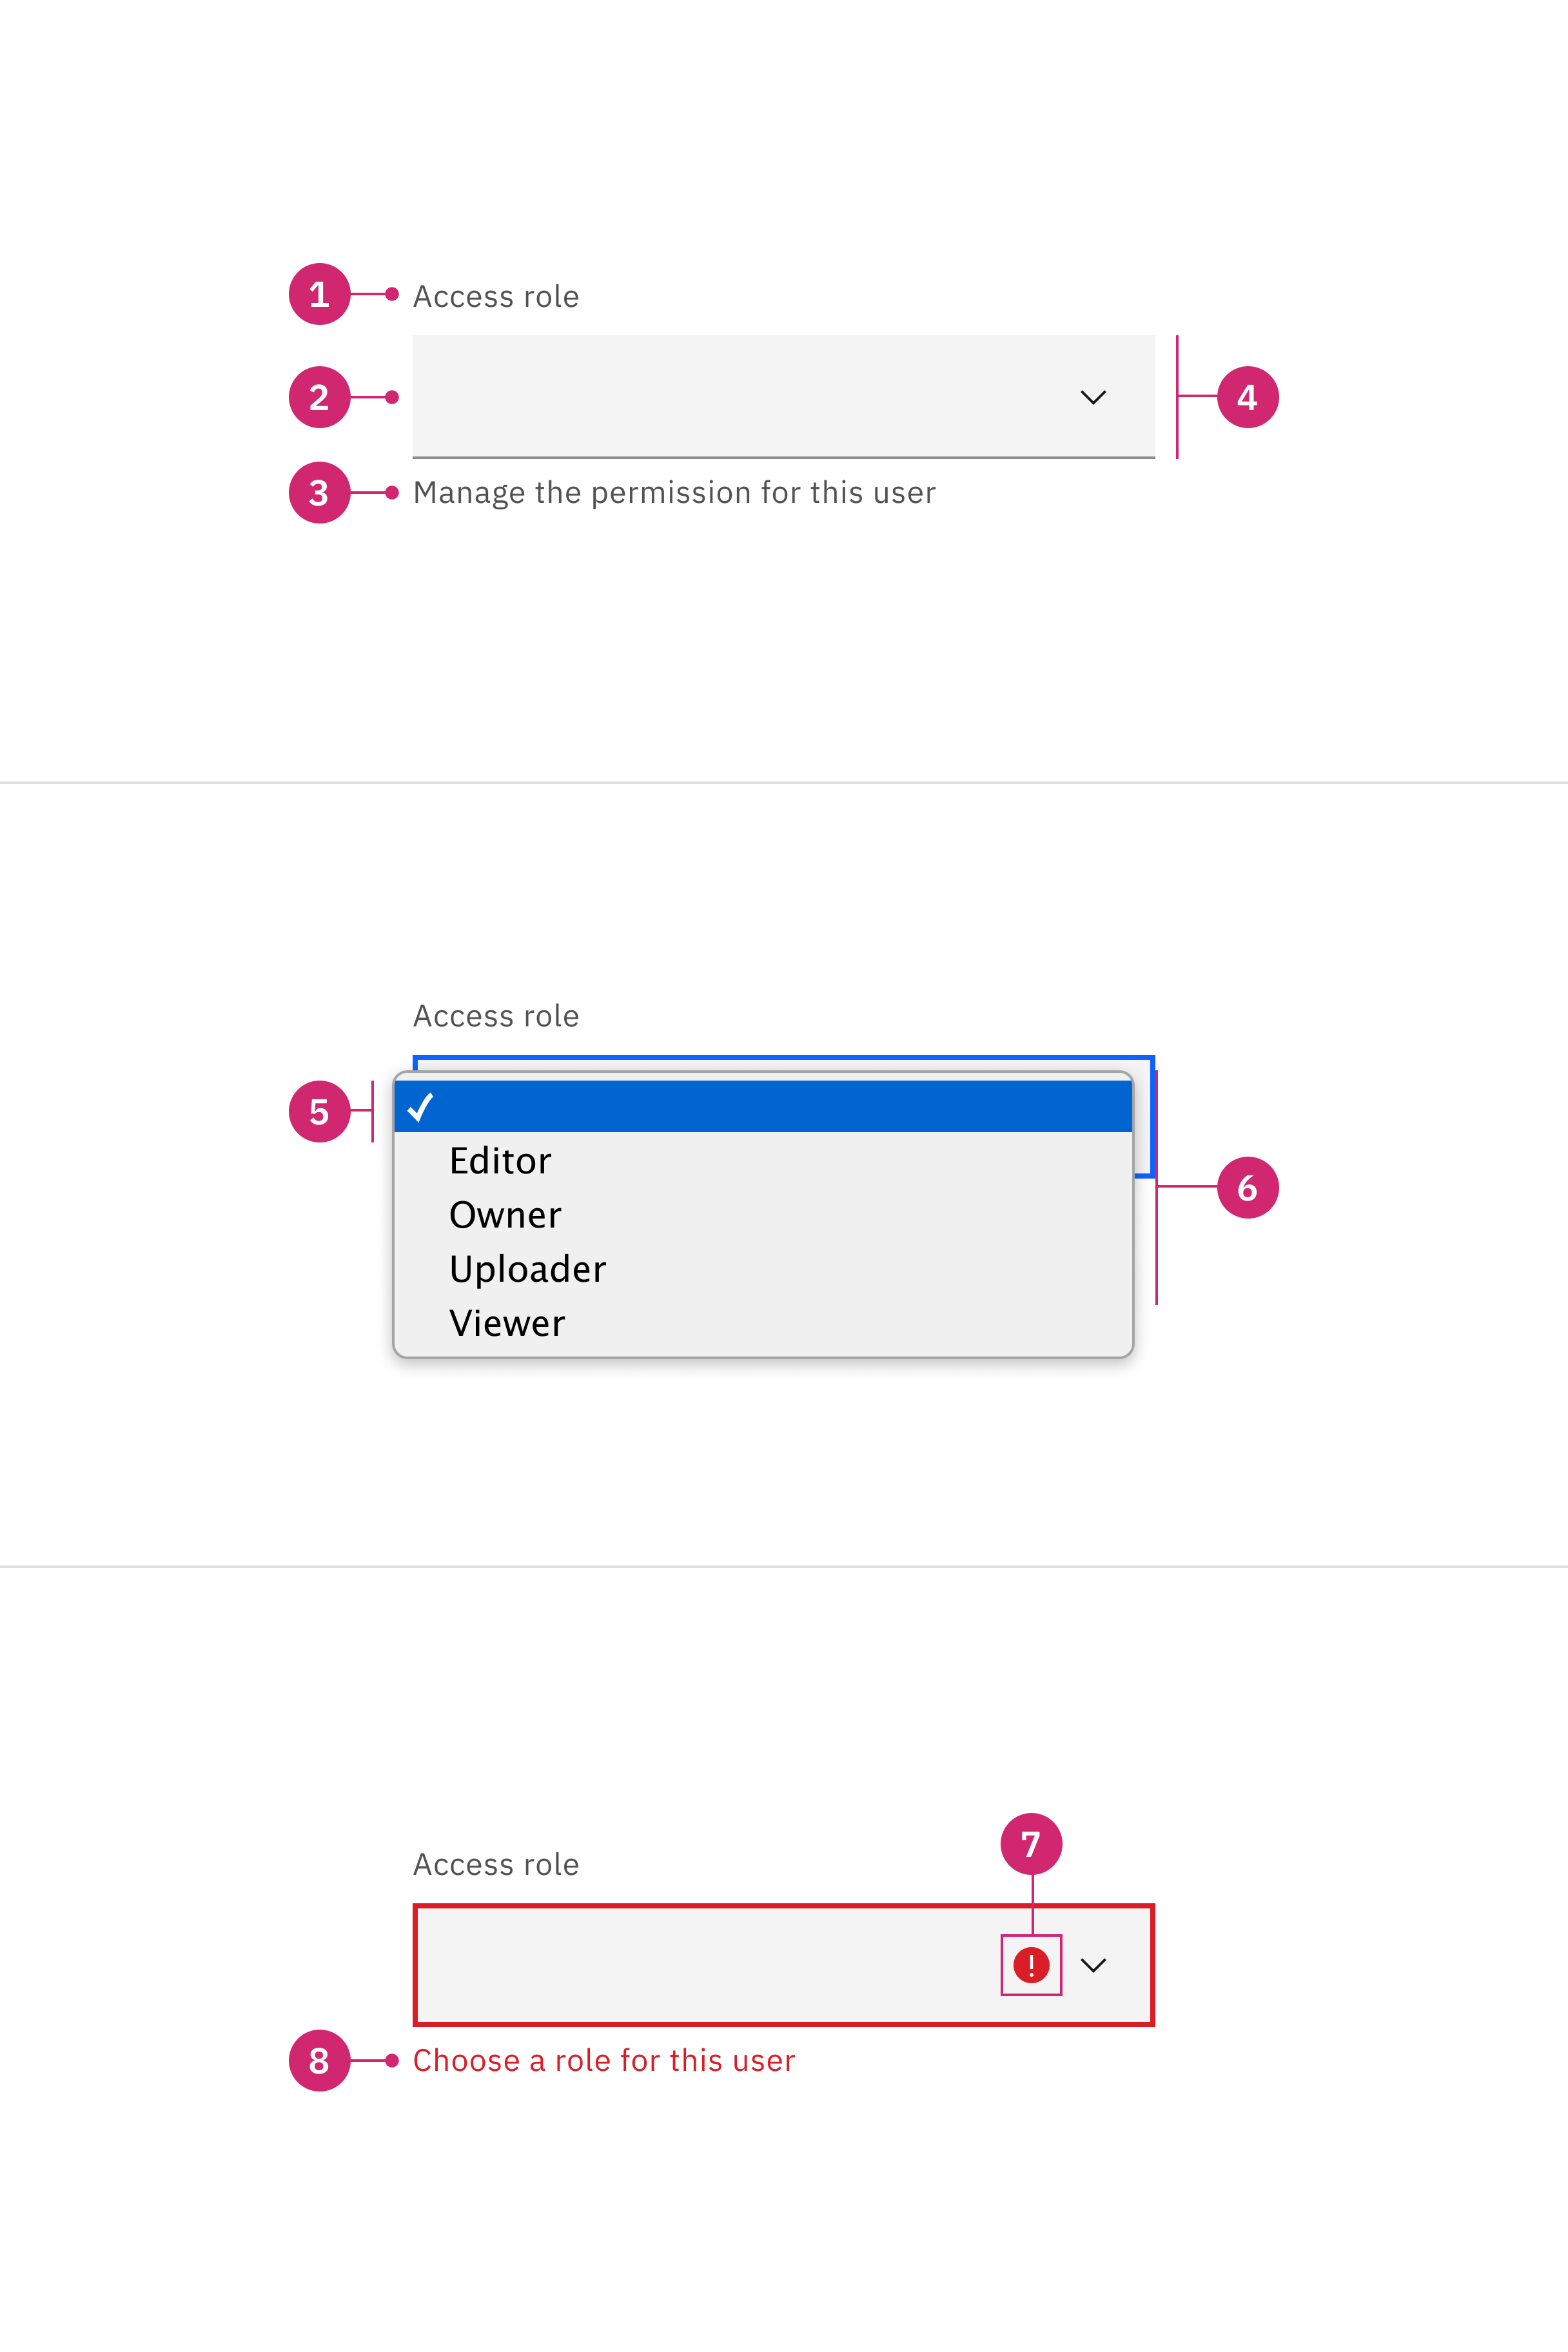 1 Access role
2
4
3 Manage the permission for this user
Access role
5
Editor
6
Owner
Uploader
Viewer
7
Access role
!
8 Choose a role for this user